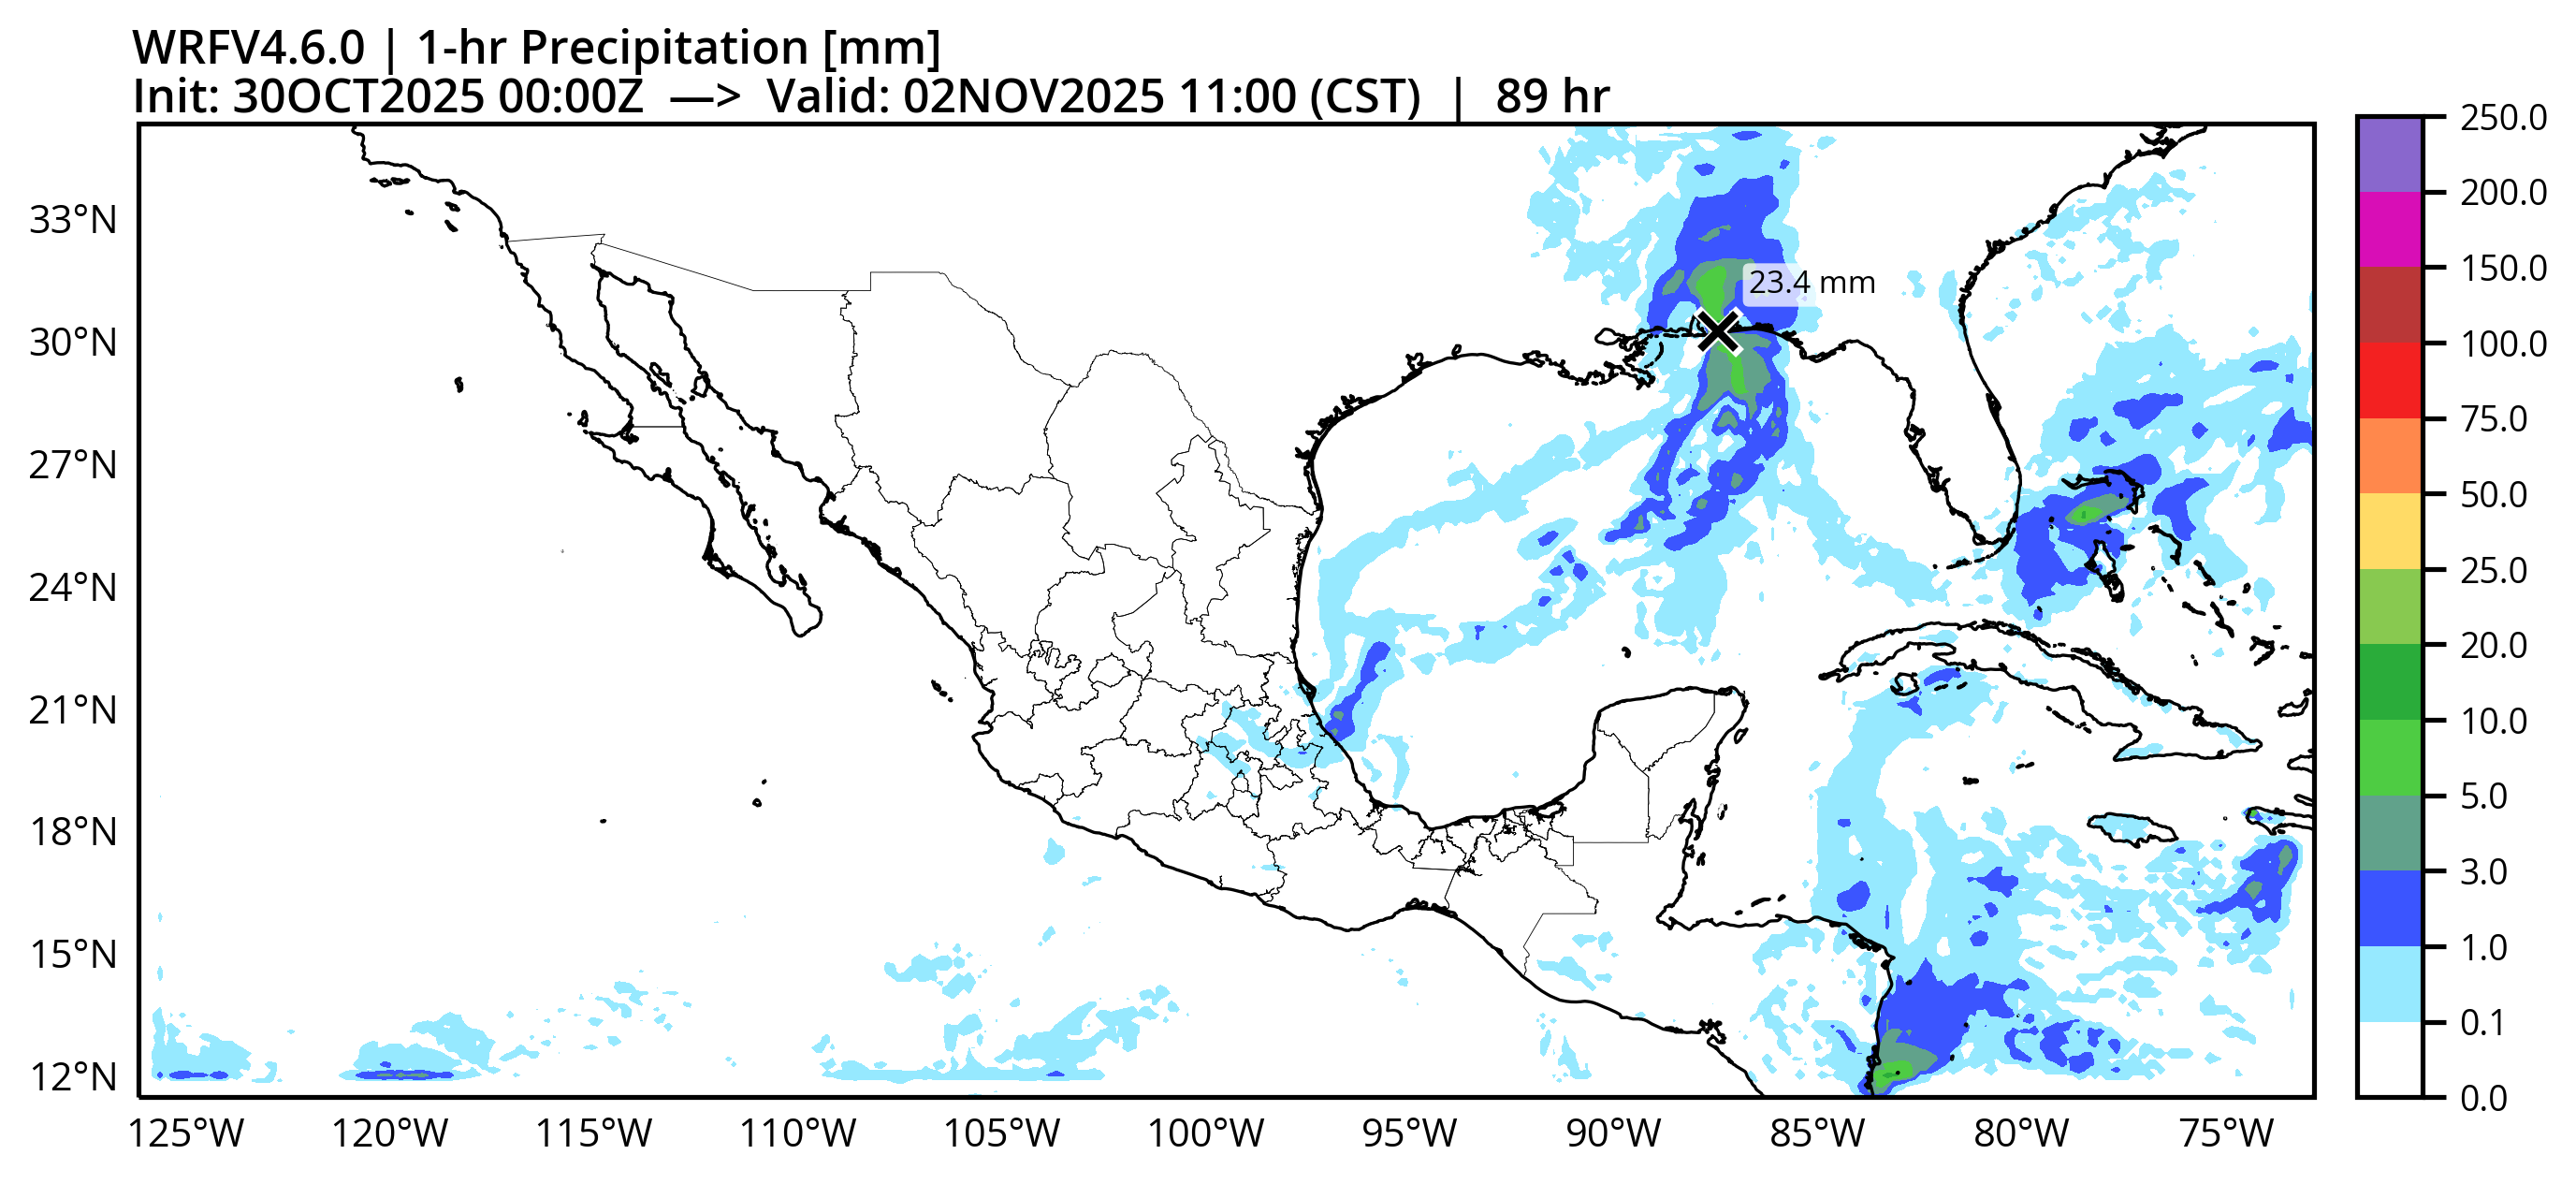 WRFV4.6.0 | 1-hr Precipitation [mm]
Init: 30OCT2025 00:00Z —> Valid: 02NOV2025 11:00 (CST) | 89 hr
250.0
200.0
150.0
100.0
75.0
50.0
25.0
20.0
10.0
5.0
3.0
1.0
0.1
0.0
33°N
30°N
27°N
24°N
21°N
18°N
15°N
12°N
23.4 mm
125°W
120°W
115°W
110°W
105°W
100°W
95°W
90°W
85°W
80°W
75°W